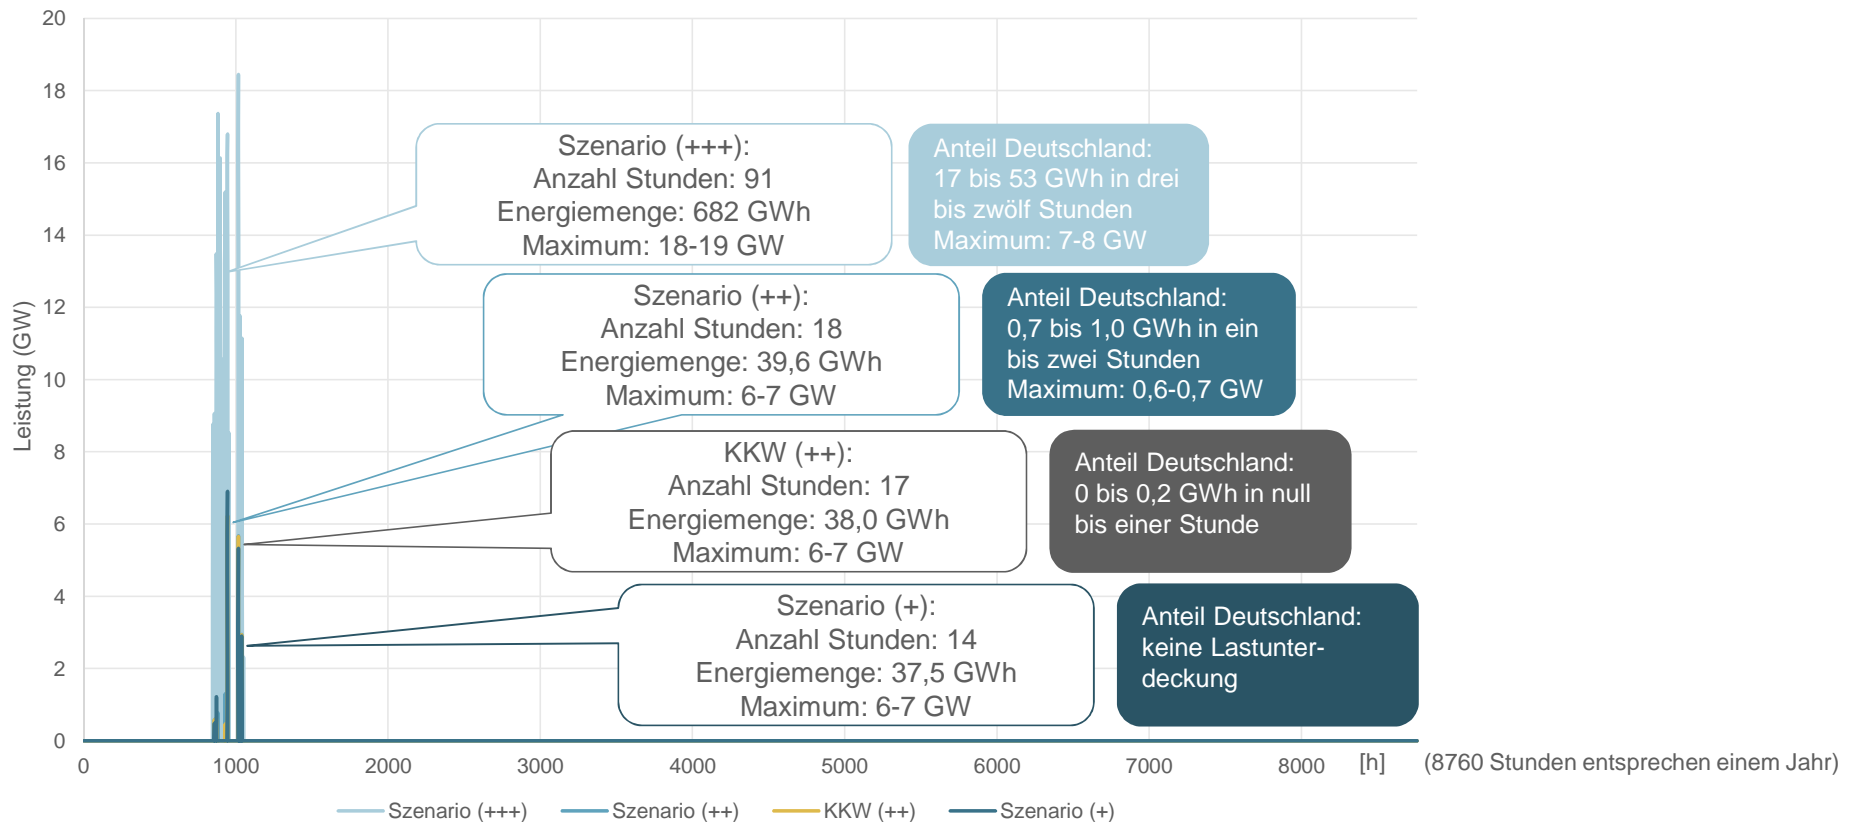 20
18
16
14
12
10
8
6
4
2
0
Leistung (GW)
Szenario (+++):
Anzahl Stunden: 91
Energiemenge: 682 GWh
Maximum: 18-19 GW
Anteil Deutschland:
17 bis 53 GWh in drei
bis zwölf Stunden
Maximum: 7-8 GW
Szenario (++):
Anzahl Stunden: 18
Energiemenge: 39,6 GWh
Maximum: 6-7 GW
Anteil Deutschland:
0,7 bis 1,0 GWh in ein
bis zwei Stunden
Maximum: 0,6-0,7 GW
KKW (++):
Anzahl Stunden: 17
Energiemenge: 38,0 GWh
Maximum: 6-7 GW
Anteil Deutschland:
0 bis 0,2 GWh in null
bis einer Stunde
Szenario (+):
Anzahl Stunden: 14
Energiemenge: 37,5 GWh
Maximum: 6-7 GW
Anteil Deutschland:
keine Lastunter-
deckung
0 1000 2000 3000 4000 5000 6000 7000 8000 [h] (8760 Stunden entsprechen einem Jahr)
Szenario (+++) Szenario (++) KKW (++) Szenario (+)